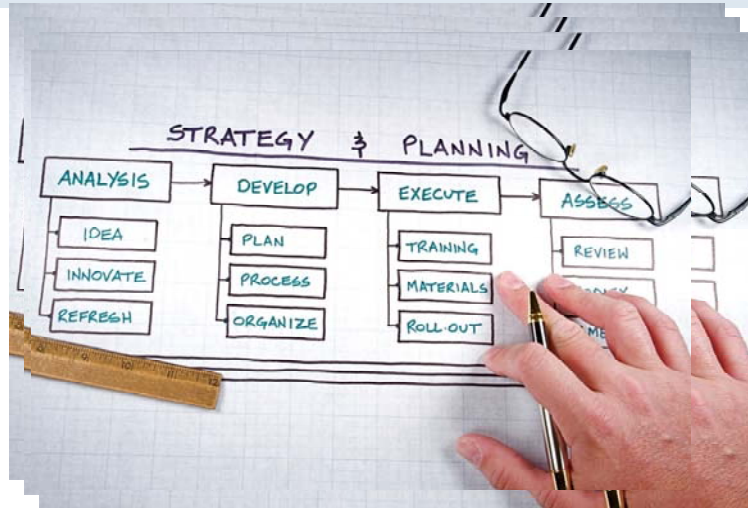 STRATEGY & PLANNING
ANALYSIS
IDEA
INNOVATE
REFRESH
DEVELOP
PLAN
PROCESS
ORGANIZE
EXECUTE
TRAINING
MATERIALS
ROLL-OUT
ASSESS
REVIEW